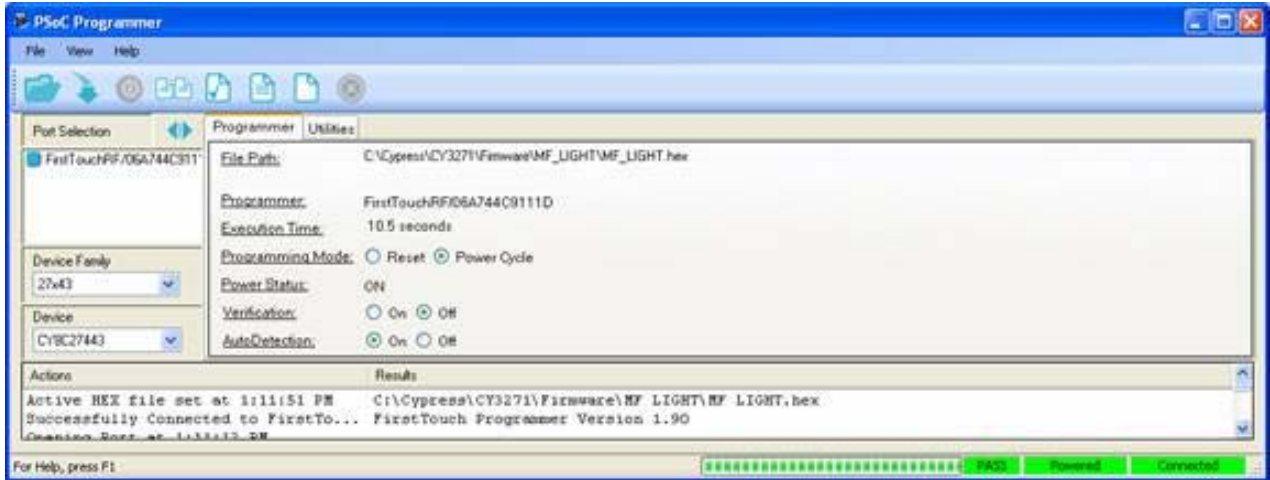 PSoC Programmer
File View Help
Port Selection
FirstTouchRF/06A744C911
Programmer Utilities
File Path: C:\Cypress\CY3271\Firmware\MF_LIGHT\MF_LIGHT.hex
Programmer: FirstTouchRF/06A744C9111D
Execution Time: 10.5 seconds
Programming Mode: Reset Power Cycle
Power Status: ON
Verification: On Off
AutoDetection: On Off
Device Family
27x43
Device
CY8C27443
Actions Results
Active HEX file set at 1:11:51 PM C:\Cypress\CY3271\Firmware\MF LIGHT\MF LIGHT.hex
Successfully Connected to FirstTo... FirstTouch Programmer Version 1.90
Opening Port at PM
For Help, press F1
PASS Powered Connected